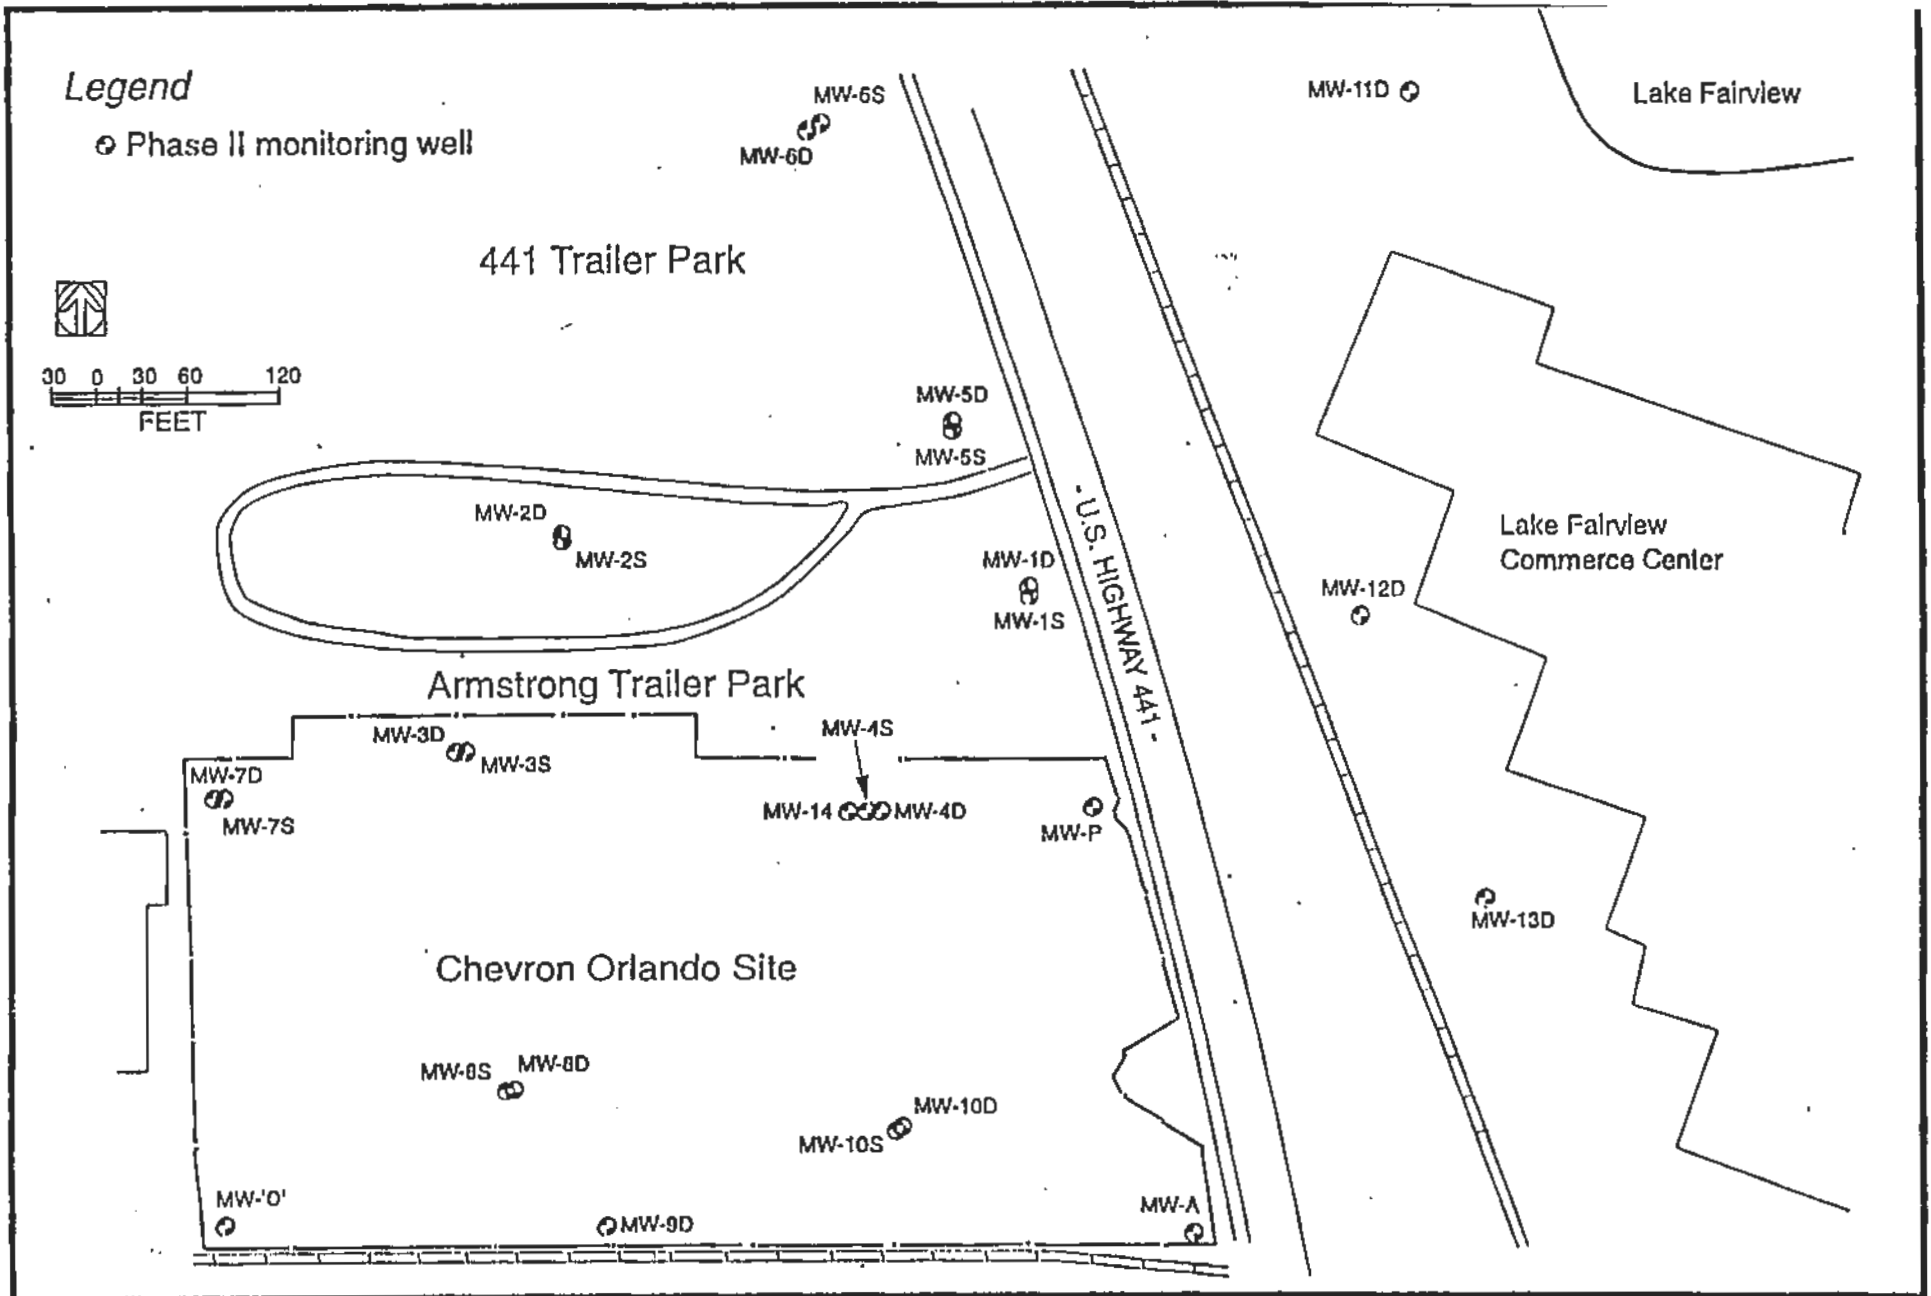 Legend
Phase II monitoring well
MW-6S
MW-6D
MW-11D
Lake Fairview
441 Trailer Park
30 0 30 60 120
FEET
MW-5D
MW-5S
MW-2D
MW-2S
MW-1D
MW-1S
- U.S. HIGHWAY 441 -
Lake Fairview
Commerce Center
MW-12D
Armstrong Trailer Park
MW-3D
MW-3S
MW-4S
MW-7D
MW-7S
MW-14
MW-4D
MW-P
MW-13D
Chevron Orlando Site
MW-8S
MW-8D
MW-10D
MW-10S
MW-'O'
MW-9D
MW-A